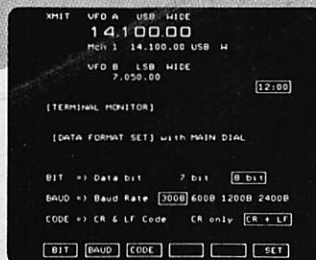 XMIT VFO A USB WIDE
14.100.00
Mch 1 14.100.00 USB W
VFO B LSB WIDE
7.050.00
12:00
[TERMINAL MONITOR]
[DATA FORMAT SET] with MAIN DIAL
BIT => Data bit 7 bit 8 bit
BAUD => Baud Rate 300B 600B 1200B 2400B
CODE => CR & LF Code CR only CR + LF
BIT BAUD CODE SET